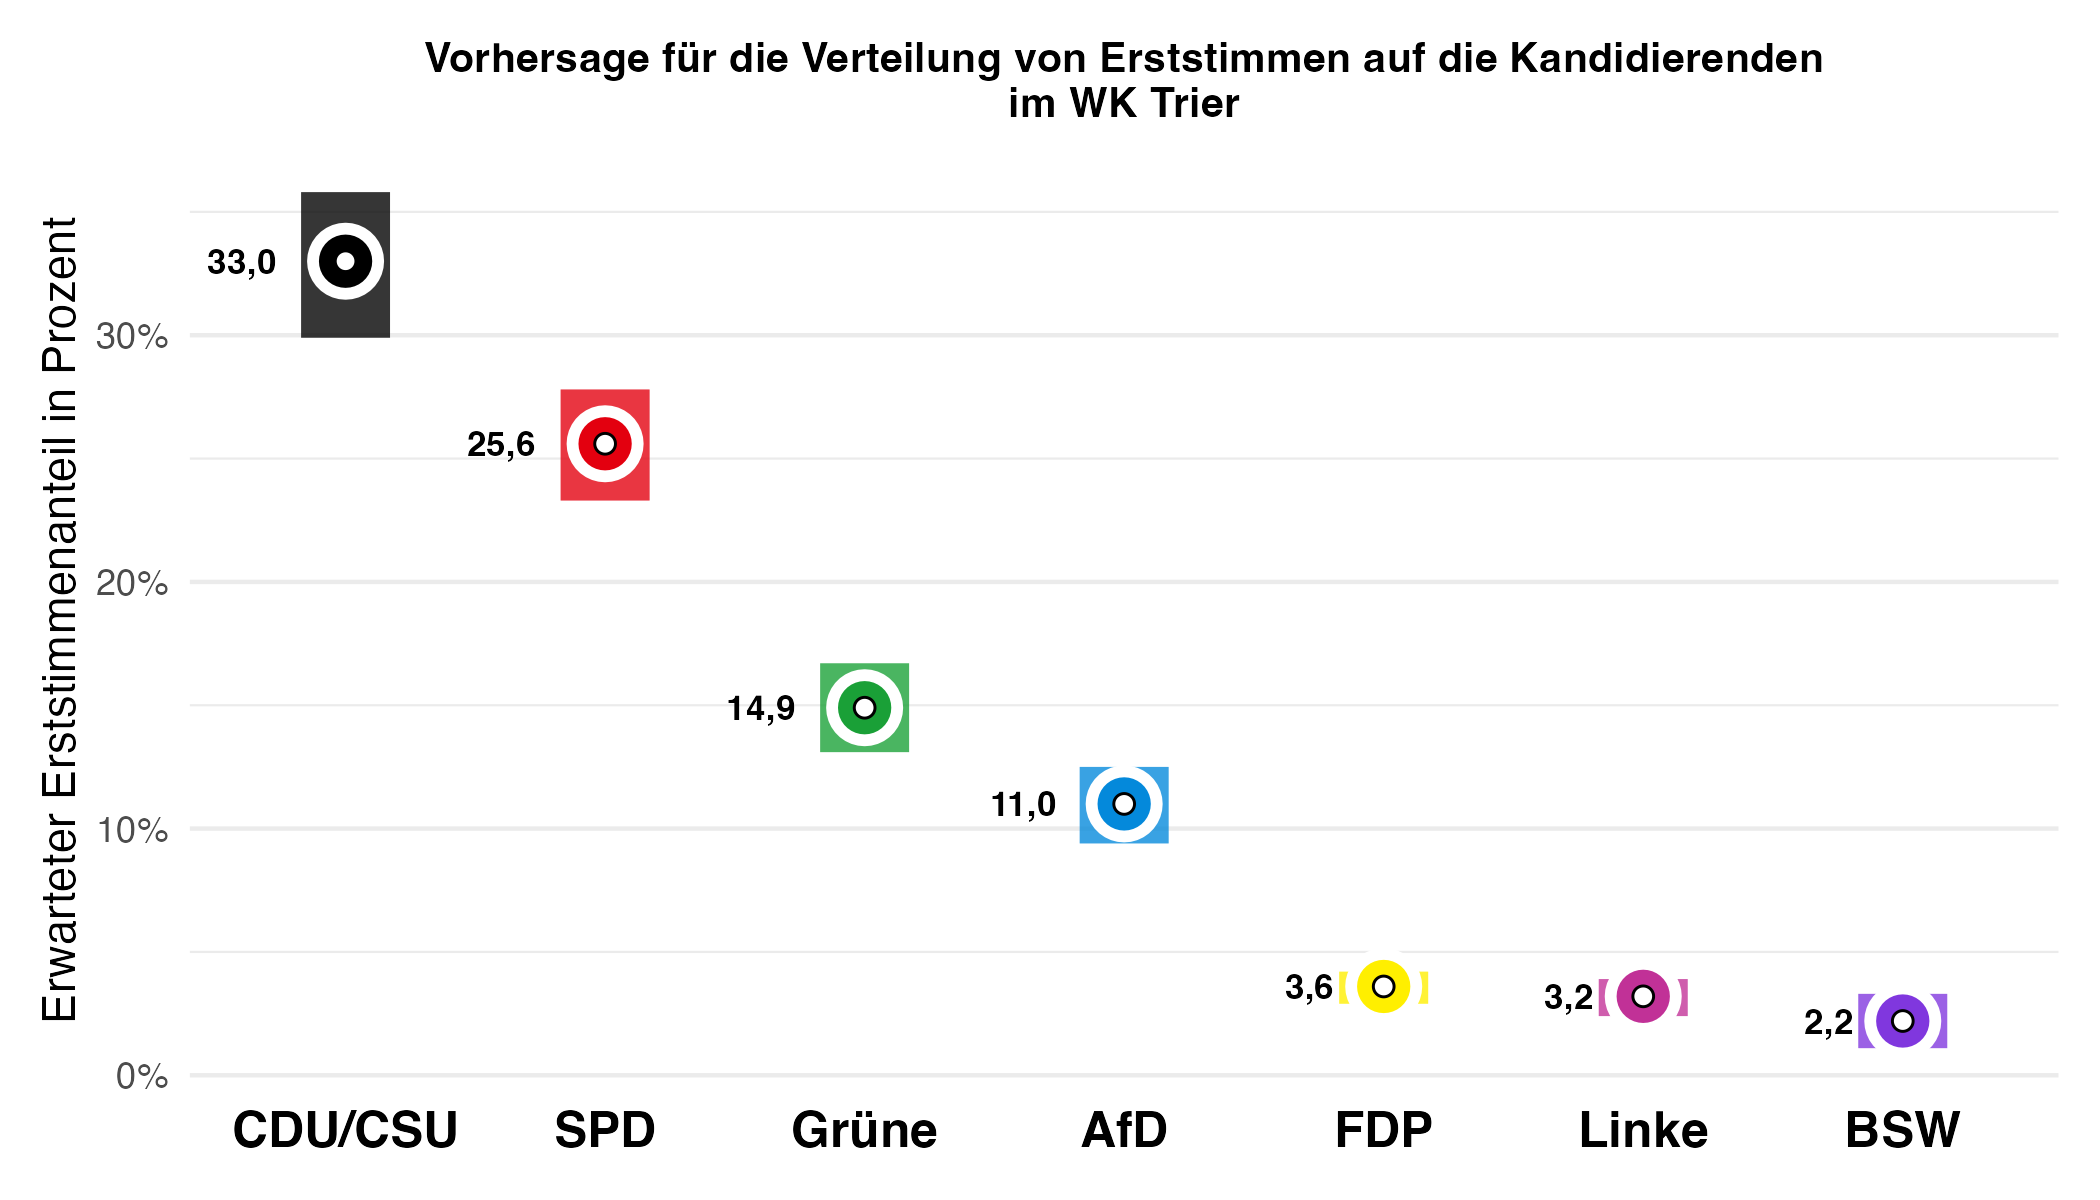 Vorhersage für die Verteilung von Erststimmen auf die Kandidierenden
im WK Trier
Erwarteter Erststimmenanteil in Prozent
30%
20%
10%
0%
33,0
25,6
14,9
11,0
3,6
3,2
2,2
CDU/CSU
SPD
Grüne
AfD
FDP
Linke
BSW